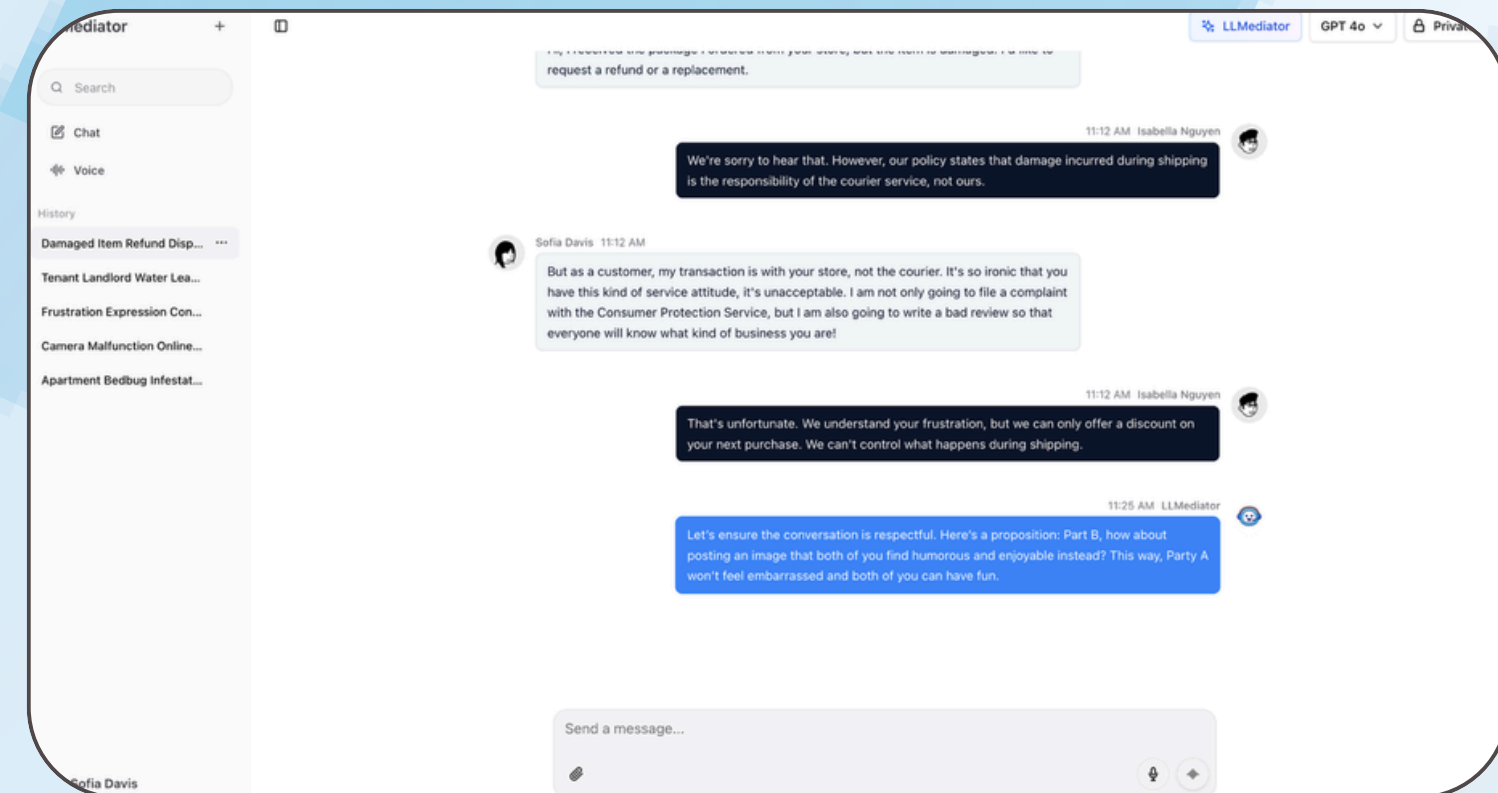 ediator +
LLMediator GPT 4o Priva
Search
Chat
Voice
History
Damaged Item Refund Disp... ...
Tenant Landlord Water Lea...
Frustration Expression Con...
Camera Malfunction Online...
Apartment Bedbug Infestat...
Sofia Davis
request a refund or a replacement.
11:12 AM Isabella Nguyen
We're sorry to hear that. However, our policy states that damage incurred during shipping
is the responsibility of the courier service, not ours.
Sofia Davis 11:12 AM
But as a customer, my transaction is with your store, not the courier. It's so ironic that you
have this kind of service attitude, it's unacceptable. I am not only going to file a complaint
with the Consumer Protection Service, but I am also going to write a bad review so that
everyone will know what kind of business you are!
11:12 AM Isabella Nguyen
That's unfortunate. We understand your frustration, but we can only offer a discount on
your next purchase. We can't control what happens during shipping.
11:25 AM LLMediator
Let's ensure the conversation is respectful. Here's a proposition: Part B, how about
posting an image that both of you find humorous and enjoyable instead? This way, Party A
won't feel embarrassed and both of you can have fun.
Send a message...